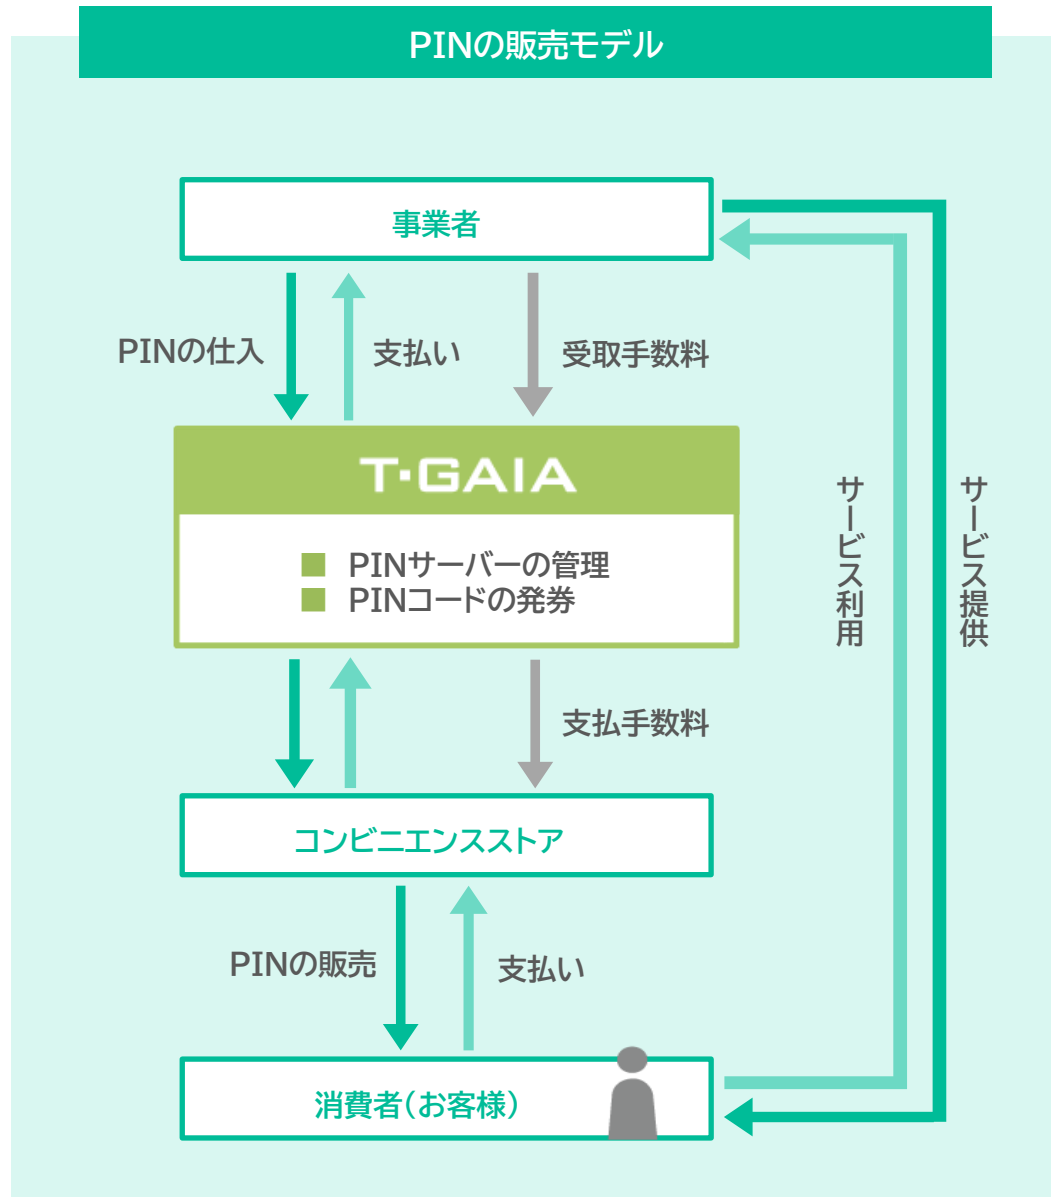 PINの販売モデル
事業者
PINの仕入
支払い
受取手数料
T·GAIA
■ PINサーバーの管理
■ PINコードの発券
サービス利用
サービス提供
支払手数料
コンビニエンスストア
PINの販売
支払い
消費者(お客様)